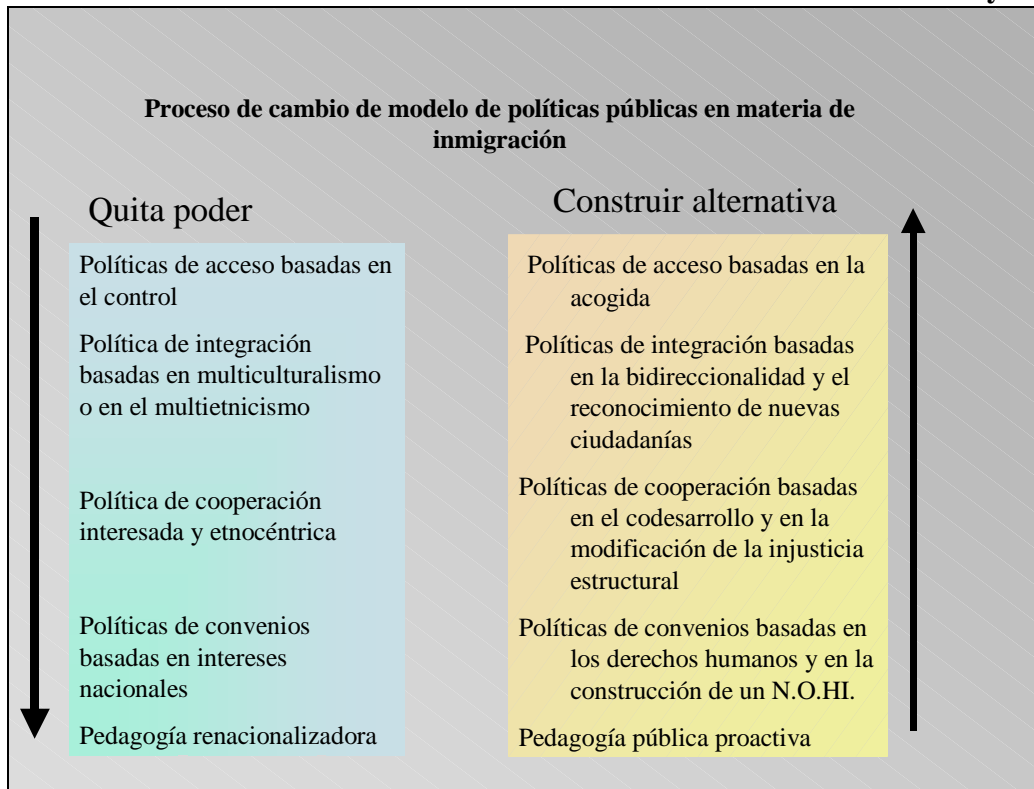 Proceso de cambio de modelo de políticas públicas en materia de
inmigración
Quita poder
Políticas de acceso basadas en
el control
Política de integración
basadas en multiculturalismo
o en el multietnicismo
Política de cooperación
interesada y etnocéntrica
Políticas de convenios
basadas en intereses
nacionales
Pedagogía renacionalizadora
Construir alternativa
Políticas de acceso basadas en la
acogida
Políticas de integración basadas
en la bidireccionalidad y el
reconocimiento de nuevas
ciudadanías
Políticas de cooperación basadas
en el codesarrollo y en la
modificación de la injusticia
estructural
Políticas de convenios basadas en
los derechos humanos y en la
construcción de un N.O.HI.
Pedagogía pública proactiva